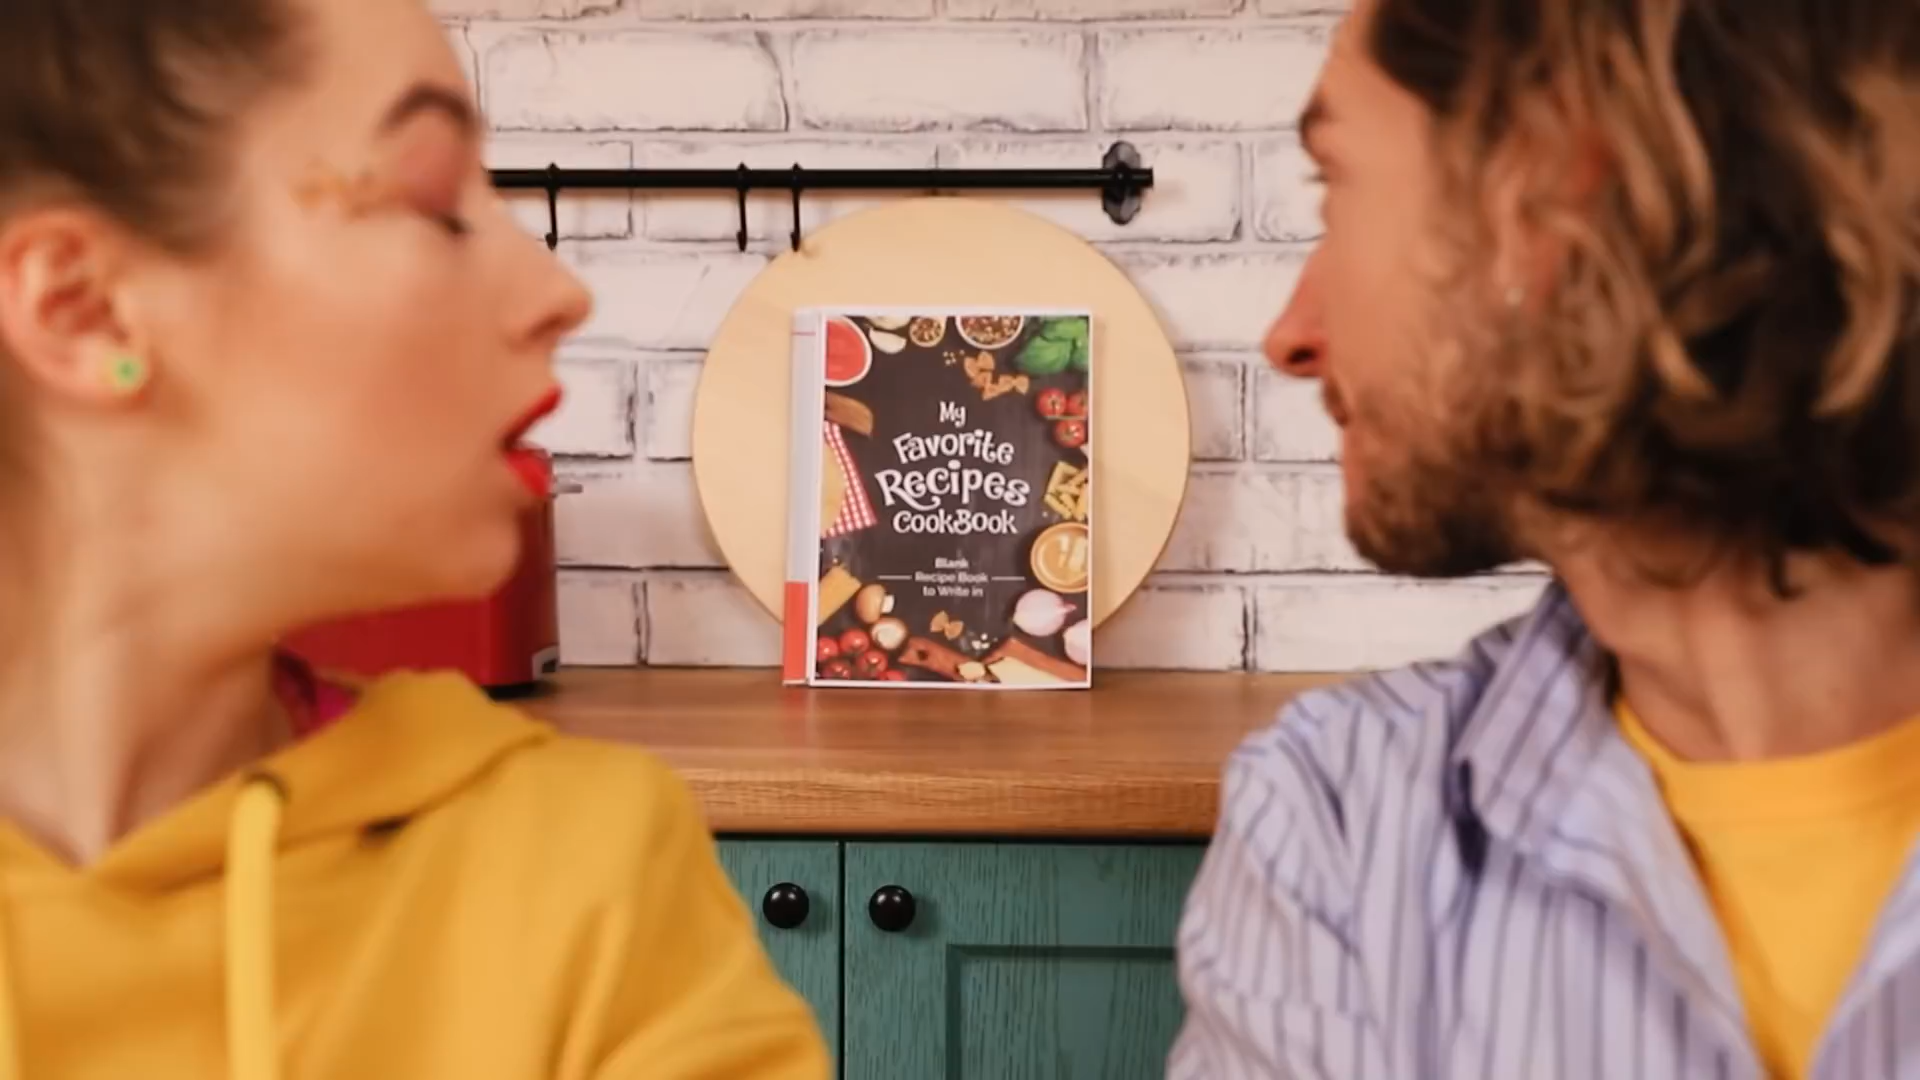 My
Favorite
Recipes
CookBook
Blank
Recipe Book
to Write in